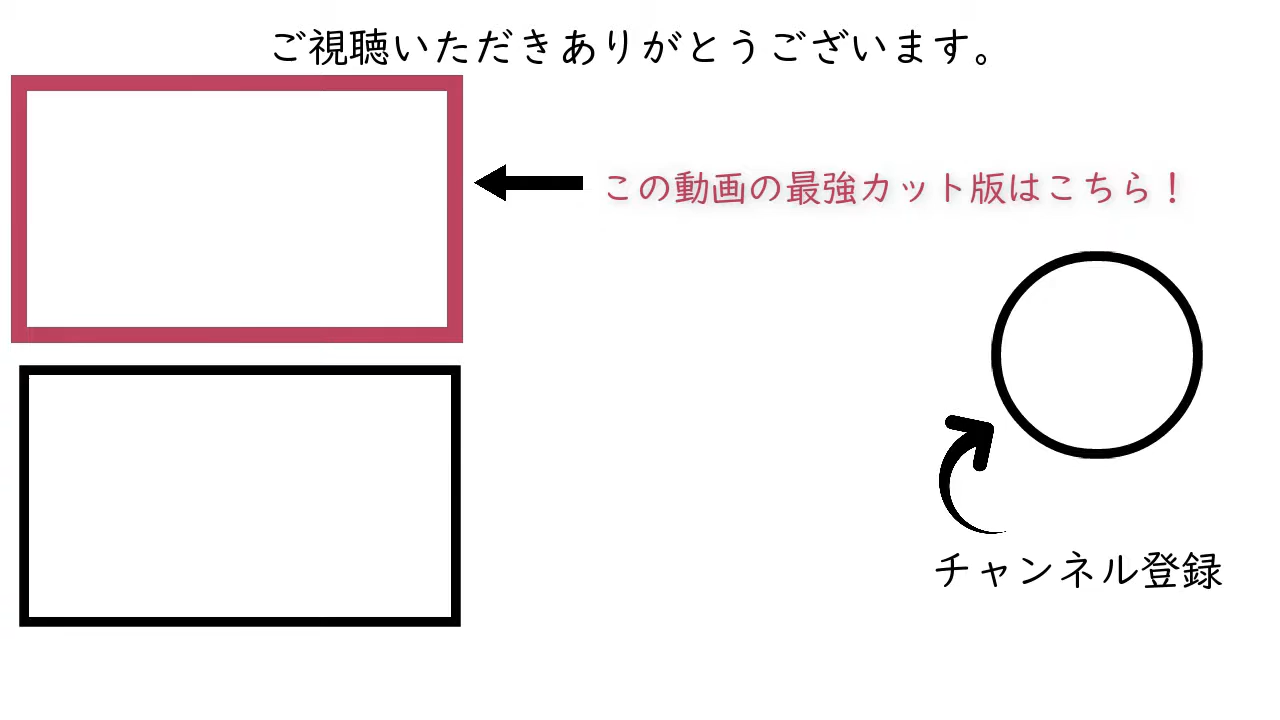 ご視聴いただきありがとうございます。
この動画の最強カット版はこちら！
チャンネル登録